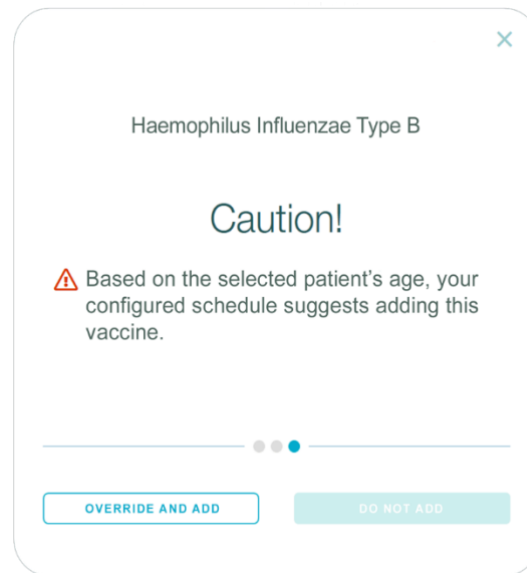 Haemophilus Influenzae Type B
Caution!
Based on the selected patient's age, your
configured schedule suggests adding this
vaccine.
OVERRIDE AND ADD
DO NOT ADD